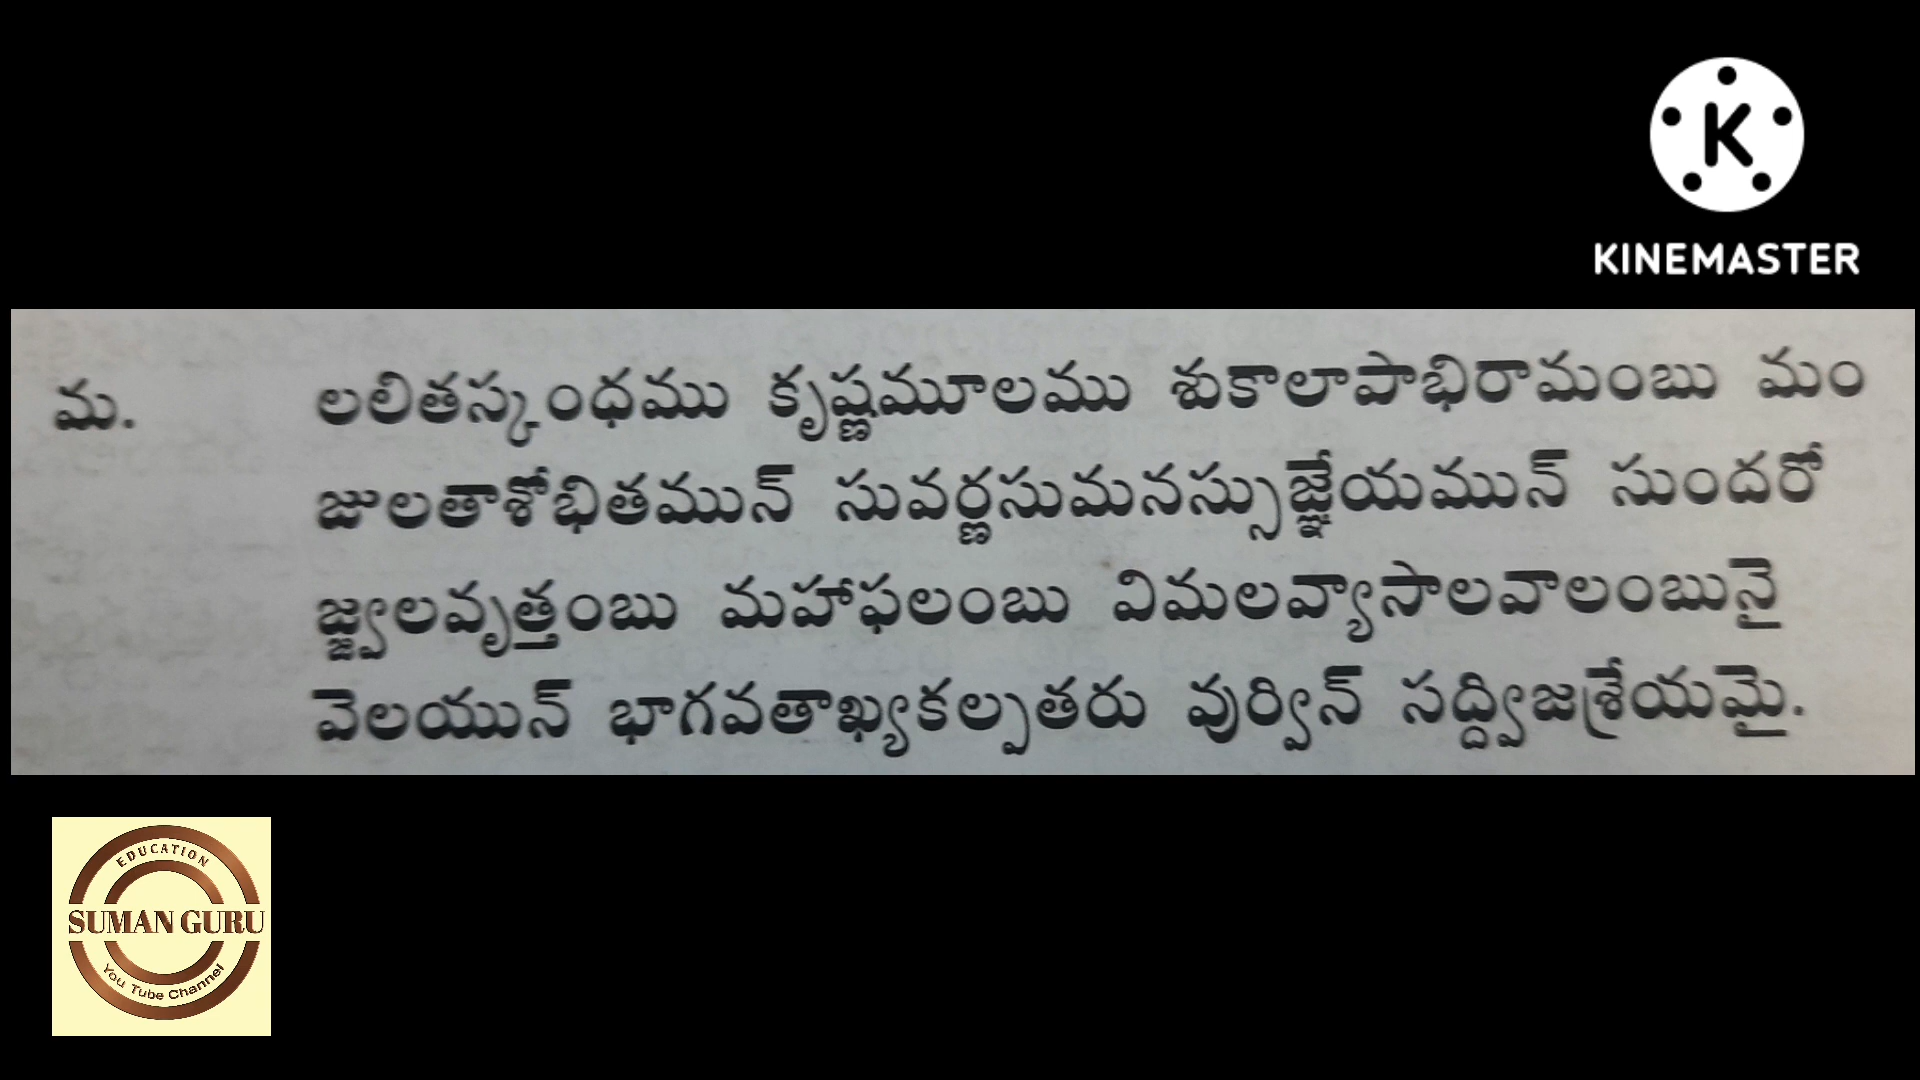 KINEMASTER
మ. లలితస్కంధము కృష్ణమూలము శుకాలాపాభిరామంబు మం
జులతాశోభితమున్ సువర్ణసుమనస్సుజ్ఞేయమున్ సుందరో
జ్జ్వలవృత్తంబు మహాఫలంబు విమలవ్యాసాలవాలంబునై
వెలయున్ భాగవతాఖ్యకల్పతరు వుర్విన్ సద్ద్విజశ్రేయమై.
EDUCATION
SUMAN GURU
You Tube Channel